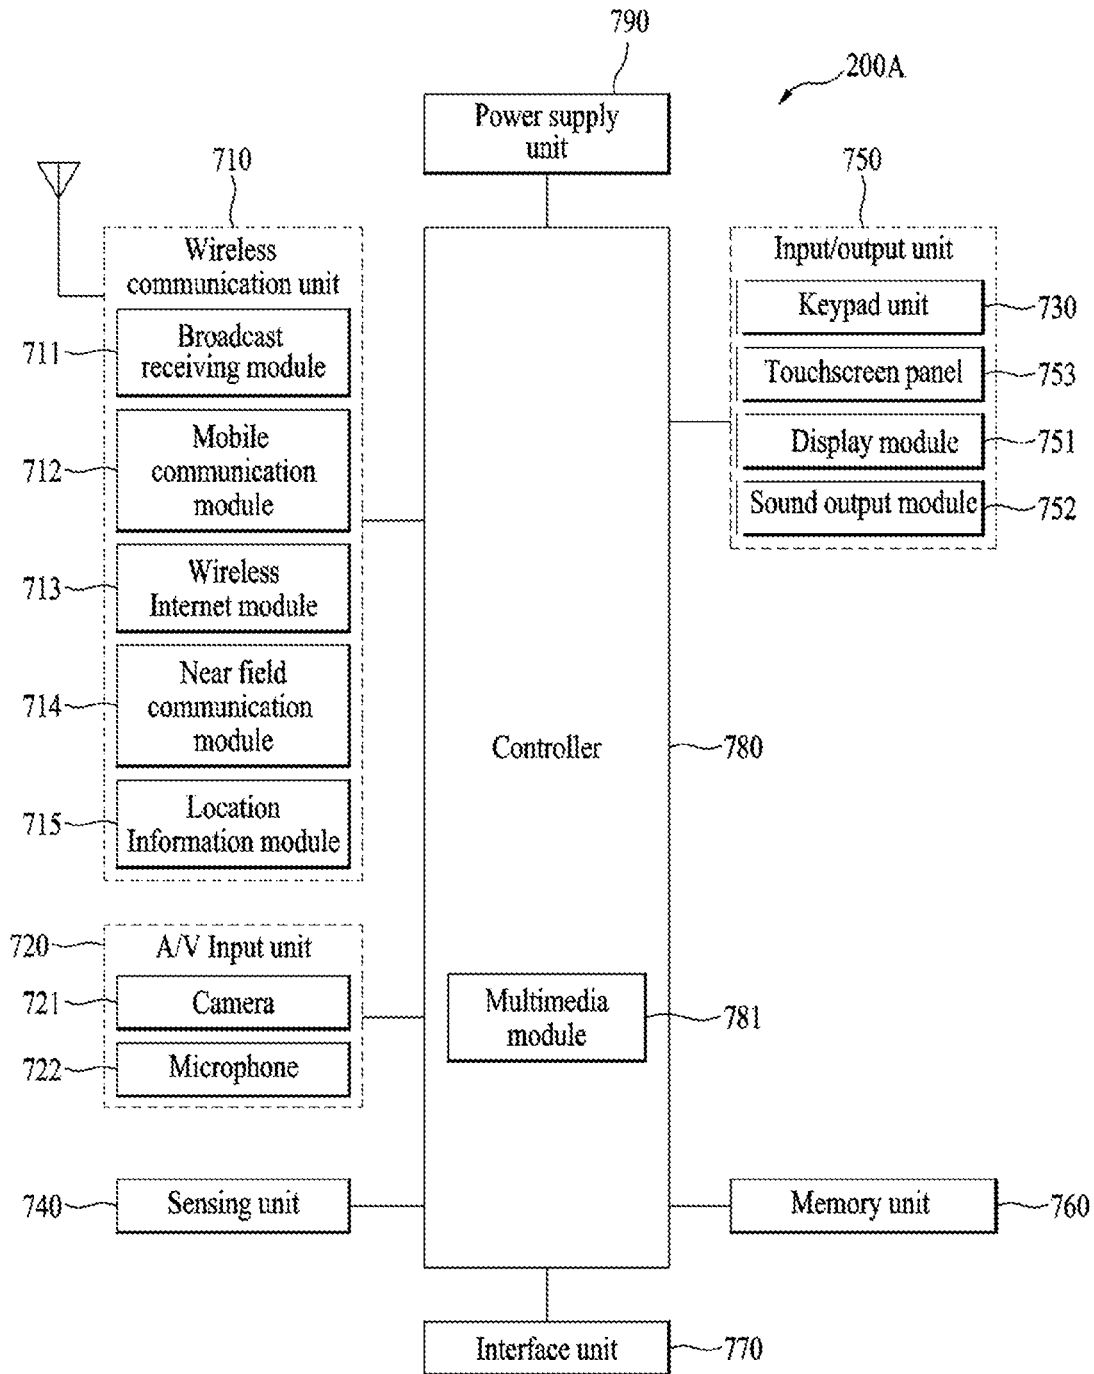 790
200A
Power supply
unit
710
750
Wireless
communication unit
Input/output unit
Keypad unit
730
711
Broadcast
receiving module
Touchscreen panel
753
712
Mobile
communication
module
Display module
751
Sound output module
752
713
Wireless
Internet module
714
Near field
communication
module
Controller
780
715
Location
Information module
720
A/V Input unit
721
Camera
Multimedia
module
781
722
Microphone
740
Sensing unit
Memory unit
760
Interface unit
770